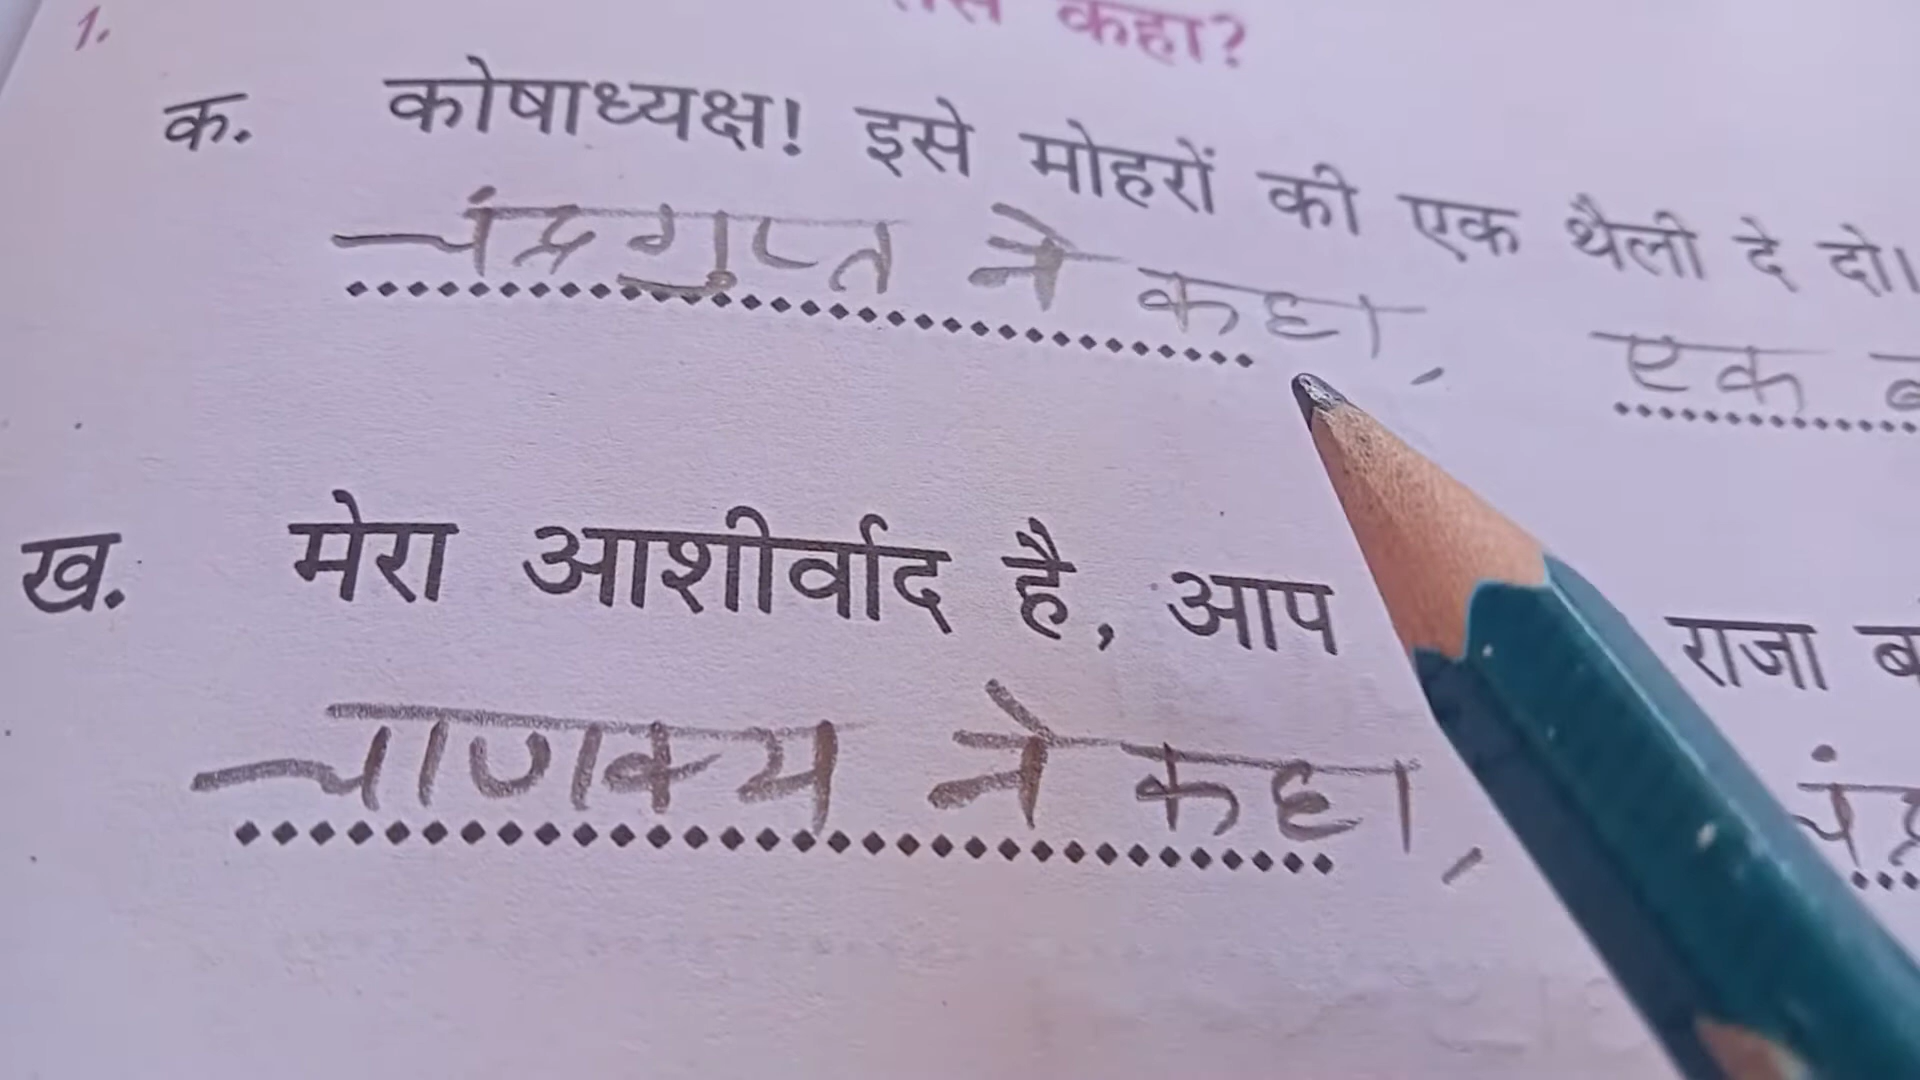 1. कहा?
क. कोषाध्यक्ष! इसे मोहरों की एक थैली दे दो।
चंद्रगुप्त ने कहा, एक
ख. मेरा आशीर्वाद है, आप राजा
चाणक्य ने कहा,